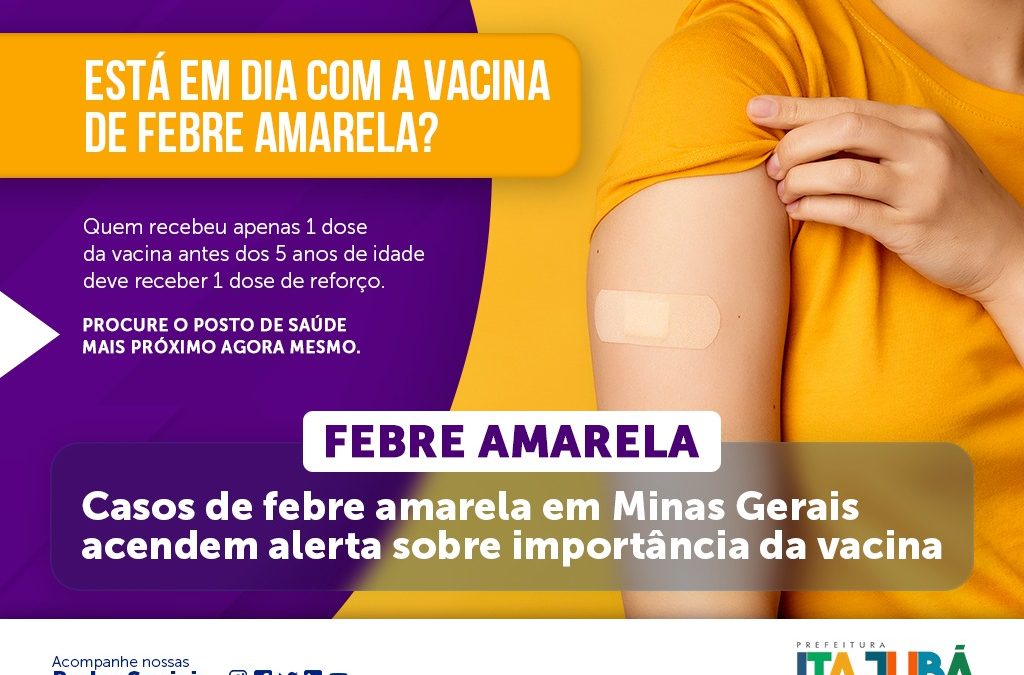 ESTÁ EM DIA COM A VACINA
DE FEBRE AMARELA?
Quem recebeu apenas 1 dose
da vacina antes dos 5 anos de idade
deve receber 1 dose de reforço.
PROCURE O POSTO DE SAÚDE
MAIS PRÓXIMO AGORA MESMO.
FEBRE AMARELA
Casos de febre amarela em Minas Gerais
acendem alerta sobre importância da vacina
Acompanhe nossas
PREFEITURA
ITAJUBÁ